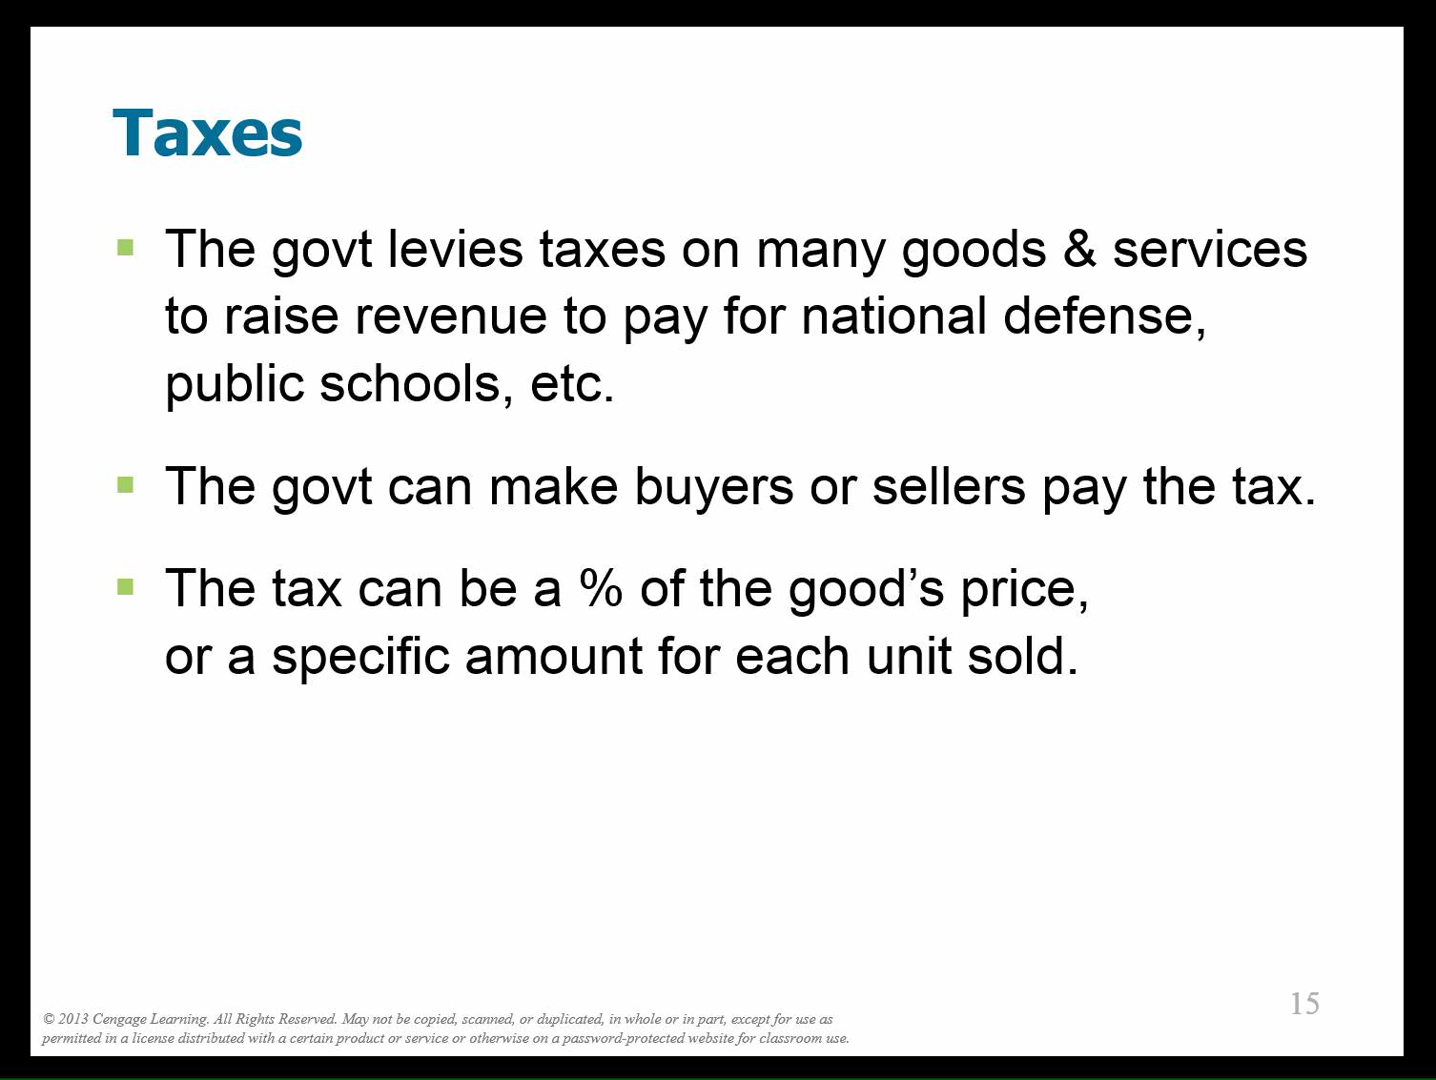 Taxes
The govt levies taxes on many goods & services
to raise revenue to pay for national defense,
public schools, etc.
The govt can make buyers or sellers pay the tax.
The tax can be a % of the good’s price,
or a specific amount for each unit sold.
15
© 2013 Cengage Learning. All Rights Reserved. May not be copied, scanned, or duplicated, in whole or in part, except for use as
permitted in a license distributed with a certain product or service or otherwise on a password-protected website for classroom use.